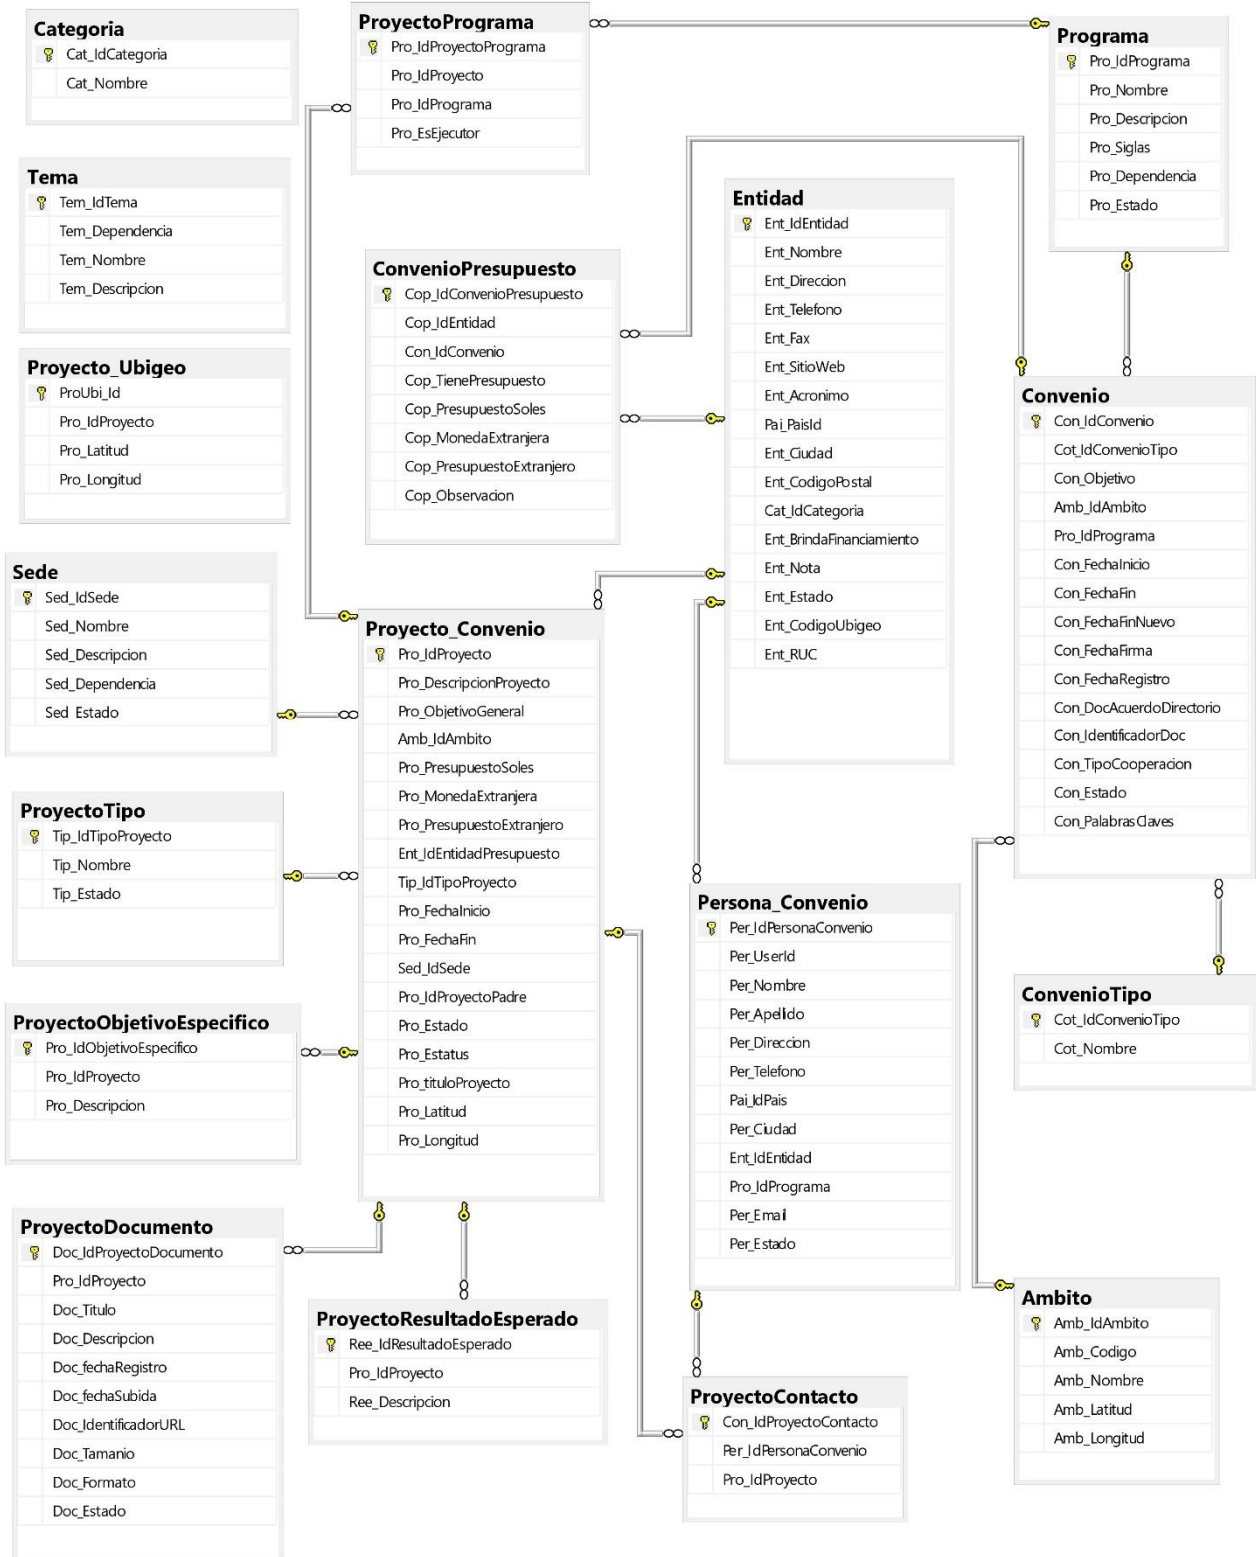 Categoria
Cat_IdCategoria
Cat_Nombre
ProyectoPrograma
Pro_IdProyectoPrograma
Pro_IdProyecto
Pro_IdPrograma
Pro_EsEjecutor
Programa
Pro_IdPrograma
Pro_Nombre
Pro_Descripcion
Pro_Siglas
Pro_Dependencia
Pro_Estado
Tema
Tem_IdTema
Tem_Dependencia
Tem_Nombre
Tem_Descripcion
ConvenioPresupuesto
Cop_IdConvenioPresupuesto
Cop_IdEntidad
Con_IdConvenio
Cop_TienePresupuesto
Cop_PresupuestoSoles
Cop_MonedaExtranjera
Cop_PresupuestoExtranjero
Cop_Observacion
Entidad
Ent_IdEntidad
Ent_Nombre
Ent_Direccion
Ent_Telefono
Ent_Fax
Ent_SitioWeb
Ent_Acronimo
Pai_PaisId
Ent_Ciudad
Ent_CodigoPostal
Cat_IdCategoria
Ent_BrindaFinanciamiento
Ent_Nota
Ent_Estado
Ent_CodigoUbigeo
Ent_RUC
Proyecto_Ubigeo
ProUbi_Id
Pro_IdProyecto
Pro_Latitud
Pro_Longitud
Convenio
Con_IdConvenio
Cot_IdConvenioTipo
Con_Objetivo
Amb_IdAmbito
Pro_IdPrograma
Con_FechaInicio
Con_FechaFin
Con_FechaFinNuevo
Con_FechaFirma
Con_FechaRegistro
Con_DocAcuerdoDirectorio
Con_IdentificadorDoc
Con_TipoCooperacion
Con_Estado
Con_PalabrasClaves
Sede
Sed_IdSede
Sed_Nombre
Sed_Descripcion
Sed_Dependencia
Sed_Estado
Proyecto_Convenio
Pro_IdProyecto
Pro_DescripcionProyecto
Pro_ObjetivoGeneral
Amb_IdAmbito
Pro_PresupuestoSoles
Pro_MonedaExtranjera
Pro_PresupuestoExtranjero
Ent_IdEntidadPresupuesto
Tip_IdTipoProyecto
Pro_FechaInicio
Pro_FechaFin
Sed_IdSede
Pro_IdProyectoPadre
Pro_Estado
Pro_Estatus
Pro_tituloProyecto
Pro_Latitud
Pro_Longitud
ProyectoTipo
Tip_IdTipoProyecto
Tip_Nombre
Tip_Estado
Persona_Convenio
Per_IdPersonaConvenio
Per_UserId
Per_Nombre
Per_Apellido
Per_Direccion
Per_Telefono
Pai_IdPais
Per_Ciudad
Ent_IdEntidad
Pro_IdPrograma
Per_Email
Per_Estado
ConvenioTipo
Cot_IdConvenioTipo
Cot_Nombre
ProyectoObjetivoEspecifico
Pro_IdObjetivoEspecifico
Pro_IdProyecto
Pro_Descripcion
ProyectoDocumento
Doc_IdProyectoDocumento
Pro_IdProyecto
Doc_Titulo
Doc_Descripcion
Doc_fechaRegistro
Doc_fechaSubida
Doc_IdentificadorURL
Doc_Tamanio
Doc_Formato
Doc_Estado
ProyectoResultadoEsperado
Ree_IdResultadoEsperado
Pro_IdProyecto
Ree_Descripcion
ProyectoContacto
Con_IdProyectoContacto
Per_IdPersonaConvenio
Pro_IdProyecto
Ambito
Amb_IdAmbito
Amb_Codigo
Amb_Nombre
Amb_Latitud
Amb_Longitud